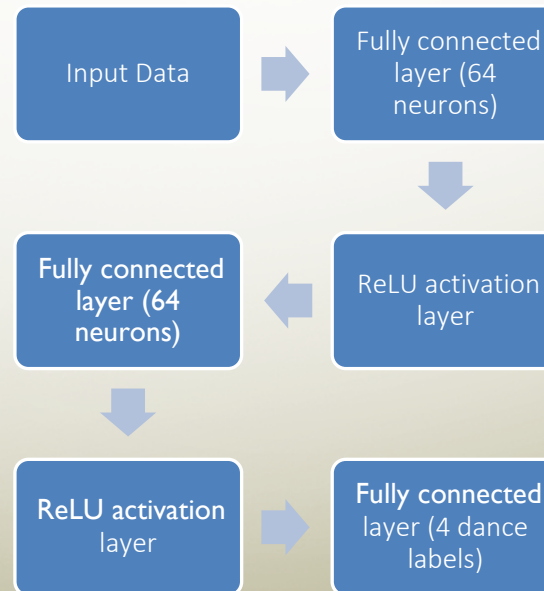 Input Data
Fully connected
layer (64
neurons)
ReLU activation
layer
Fully connected
layer (64
neurons)
ReLU activation
layer
Fully connected
layer (4 dance
labels)